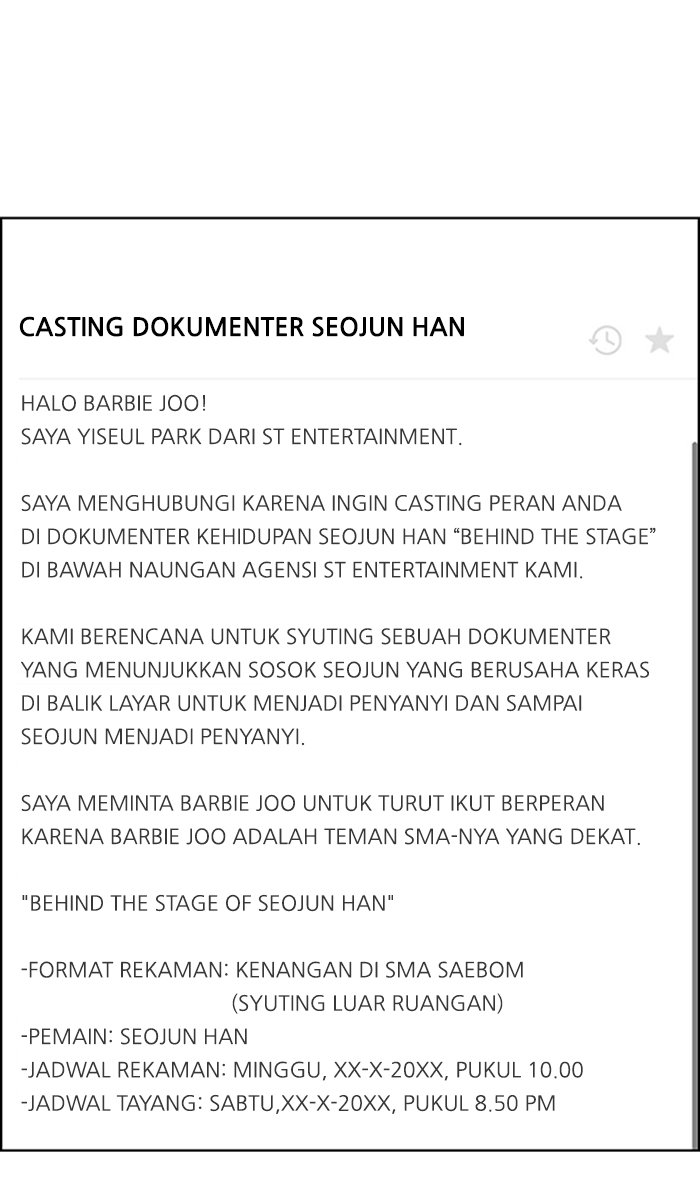 CASTING DOKUMENTER SEOJUN HAN
HALO BARBIE JOO!
SAYA YISEUL PARK DARI ST ENTERTAINMENT.
SAYA MENGHUBUNGI KARENA INGIN CASTING PERAN ANDA
DI DOKUMENTER KEHIDUPAN SEOJUN HAN “BEHIND THE STAGE”
DI BAWAH NAUNGAN AGENSI ST ENTERTAINMENT KAMI.
KAMI BERENCANA UNTUK SYUTING SEBUAH DOKUMENTER
YANG MENUNJUKKAN SOSOK SEOJUN YANG BERUSAHA KERAS
DI BALIK LAYAR UNTUK MENJADI PENYANYI DAN SAMPAI
SEOJUN MENJADI PENYANYI.
SAYA MEMINTA BARBIE JOO UNTUK TURUT IKUT BERPERAN
KARENA BARBIE JOO ADALAH TEMAN SMA-NYA YANG DEKAT.
"BEHIND THE STAGE OF SEOJUN HAN"
-FORMAT REKAMAN: KENANGAN DI SMA SAEBOM
(SYUTING LUAR RUANGAN)
-PEMAIN: SEOJUN HAN
-JADWAL REKAMAN: MINGGU, XX-X-20XX, PUKUL 10.00
-JADWAL TAYANG: SABTU,XX-X-20XX, PUKUL 8.50 PM